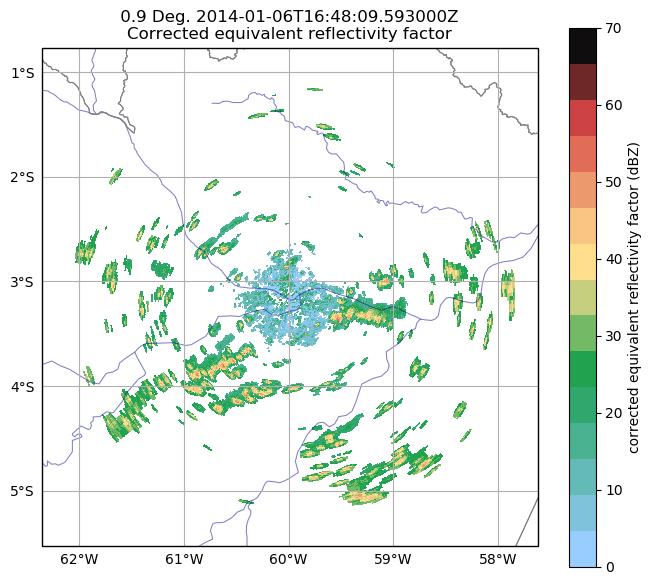 0.9 Deg. 2014-01-06T16:48:09.593000Z
Corrected equivalent reflectivity factor
1°S
2°S
3°S
4°S
5°S
62°W 61°W 60°W 59°W 58°W
70
60
50
40
30
20
10
0
corrected equivalent reflectivity factor (dBZ)